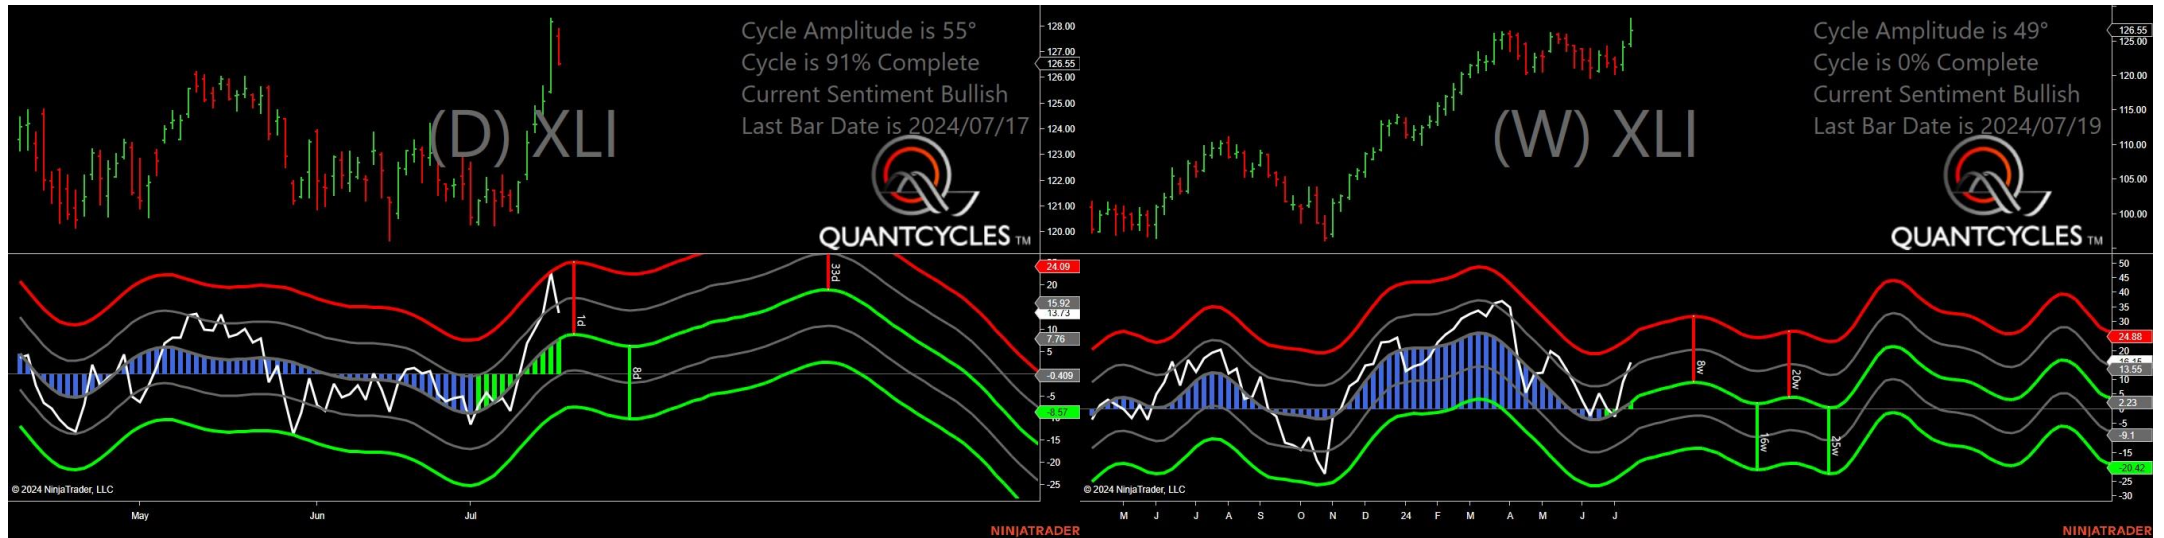 Cycle Amplitude is 55°
Cycle is 91% Complete
Current Sentiment Bullish
Last Bar Date is 2024/07/17
(D) XLI
QUANTCYCLES TM
128.00
127.00
126.55
126.00
125.00
124.00
123.00
122.00
121.00
120.00
24.09
20
15.92
13.73
10
7.76
5
-0.409
-5
-8.57
-15
-20
-25
1d
8d
33d
© 2024 NinjaTrader, LLC
May
Jun
Jul
NINJATRADER
Cycle Amplitude is 49°
Cycle is 0% Complete
Current Sentiment Bullish
Last Bar Date is 2024/07/19
(W) XLI
QUANTCYCLES TM
126.55
125.00
120.00
115.00
110.00
105.00
100.00
50
45
40
35
30
24.88
20
13.55
10
2.23
-5
-9.1
-15
-20.42
-25
-30
8w
16w
20w
25w
© 2024 NinjaTrader, LLC
M J J A S O N D 24 F M A M J J
NINJATRADER